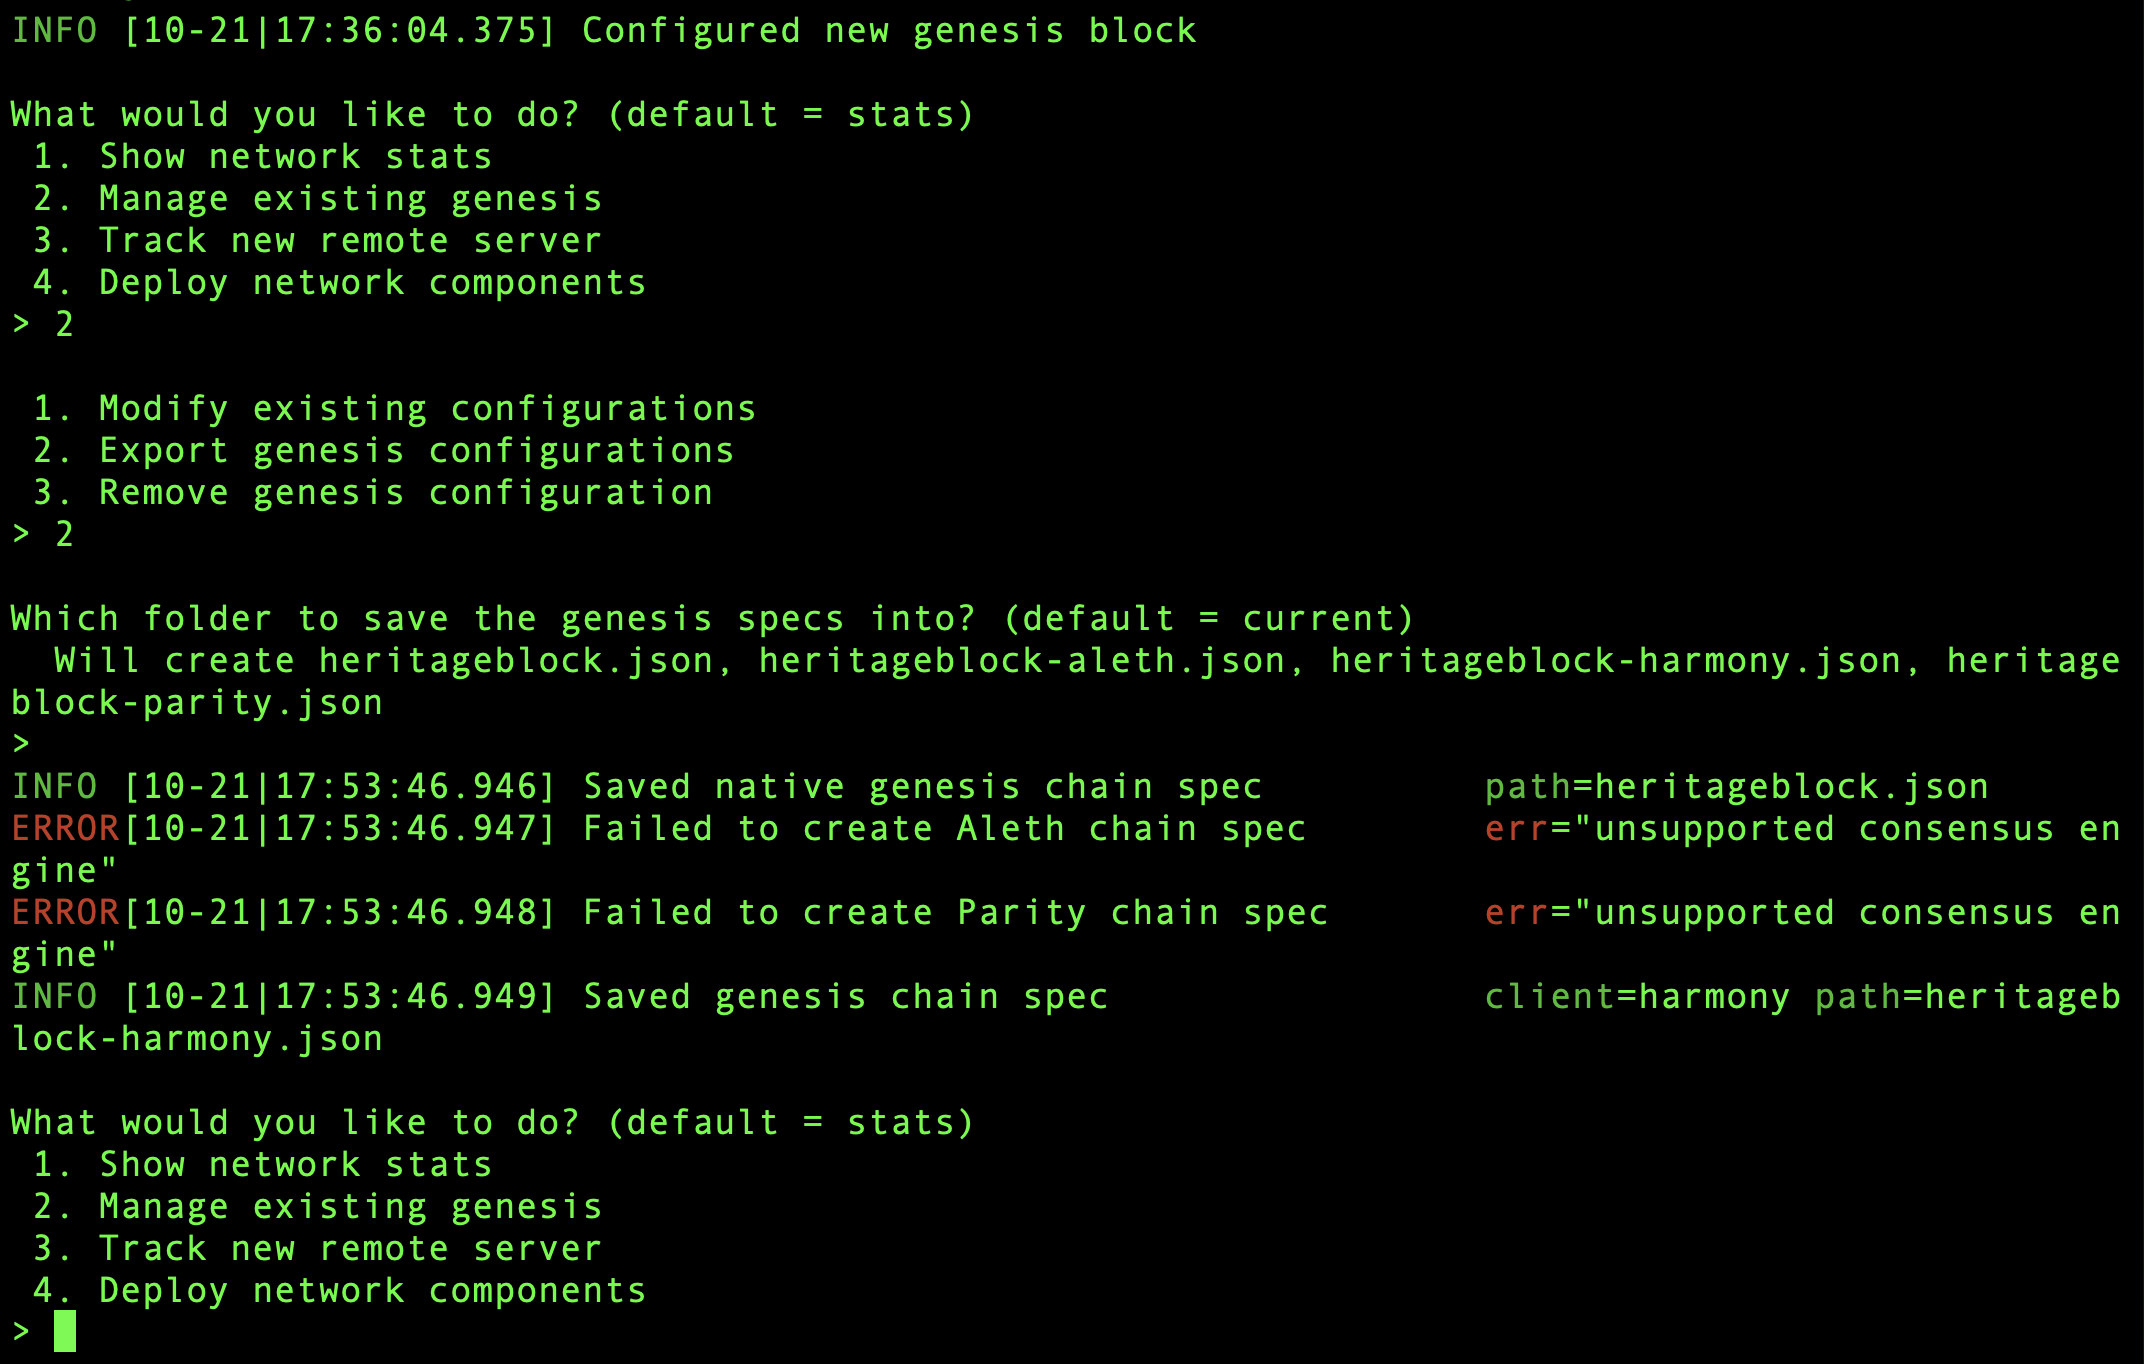 INFO [10-21|17:36:04.375] Configured new genesis block
What would you like to do? (default = stats)
 1. Show network stats
 2. Manage existing genesis
 3. Track new remote server
 4. Deploy network components
> 2
 1. Modify existing configurations
 2. Export genesis configurations
 3. Remove genesis configuration
> 2
Which folder to save the genesis specs into? (default = current)
  Will create heritageblock.json, heritageblock-aleth.json, heritageblock-harmony.json, heritage
block-parity.json
>
INFO [10-21|17:53:46.946] Saved native genesis chain spec          path=heritageblock.json
ERROR[10-21|17:53:46.947] Failed to create Aleth chain spec        err="unsupported consensus en
gine"
ERROR[10-21|17:53:46.948] Failed to create Parity chain spec       err="unsupported consensus en
gine"
INFO [10-21|17:53:46.949] Saved genesis chain spec                 client=harmony path=heritageb
lock-harmony.json
What would you like to do? (default = stats)
 1. Show network stats
 2. Manage existing genesis
 3. Track new remote server
 4. Deploy network components
>